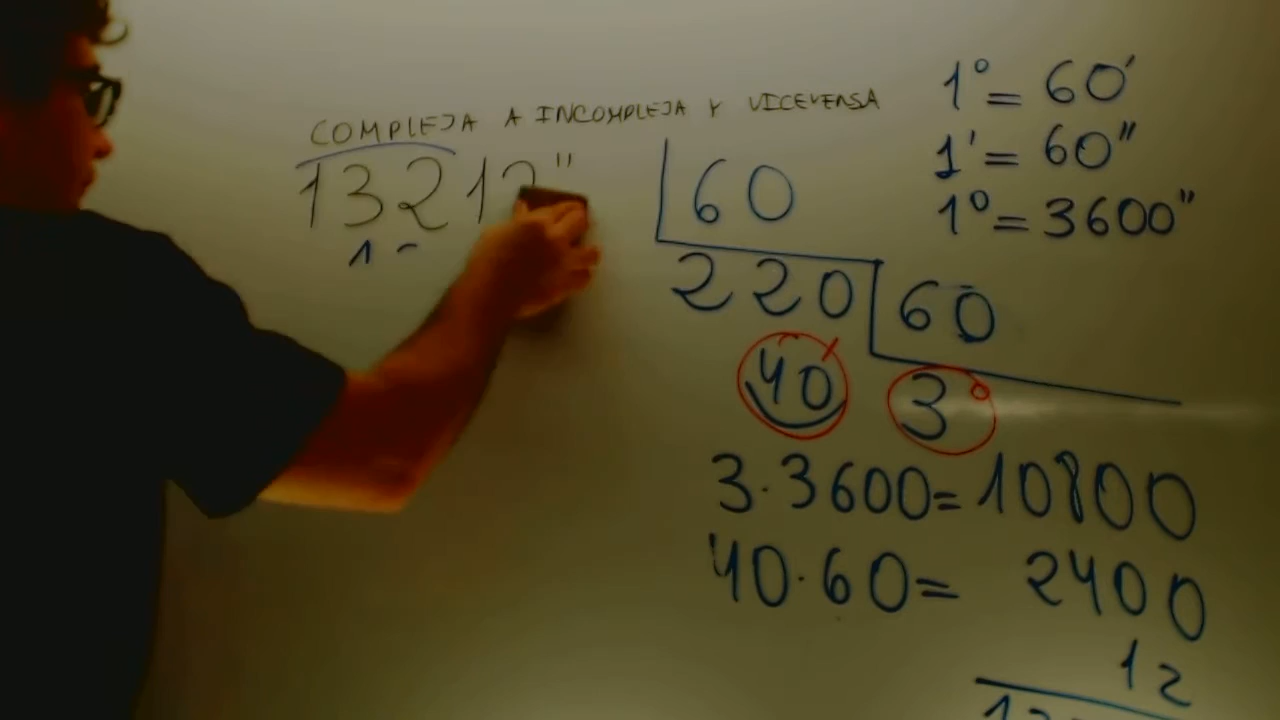 COMPLEJA A INCOMPLEJA Y VICEVERSA
1° = 60'
1' = 60"
1° = 3600"
13212" 60
220 60
40' 3°
3·3600=10800
40·60= 2400
12